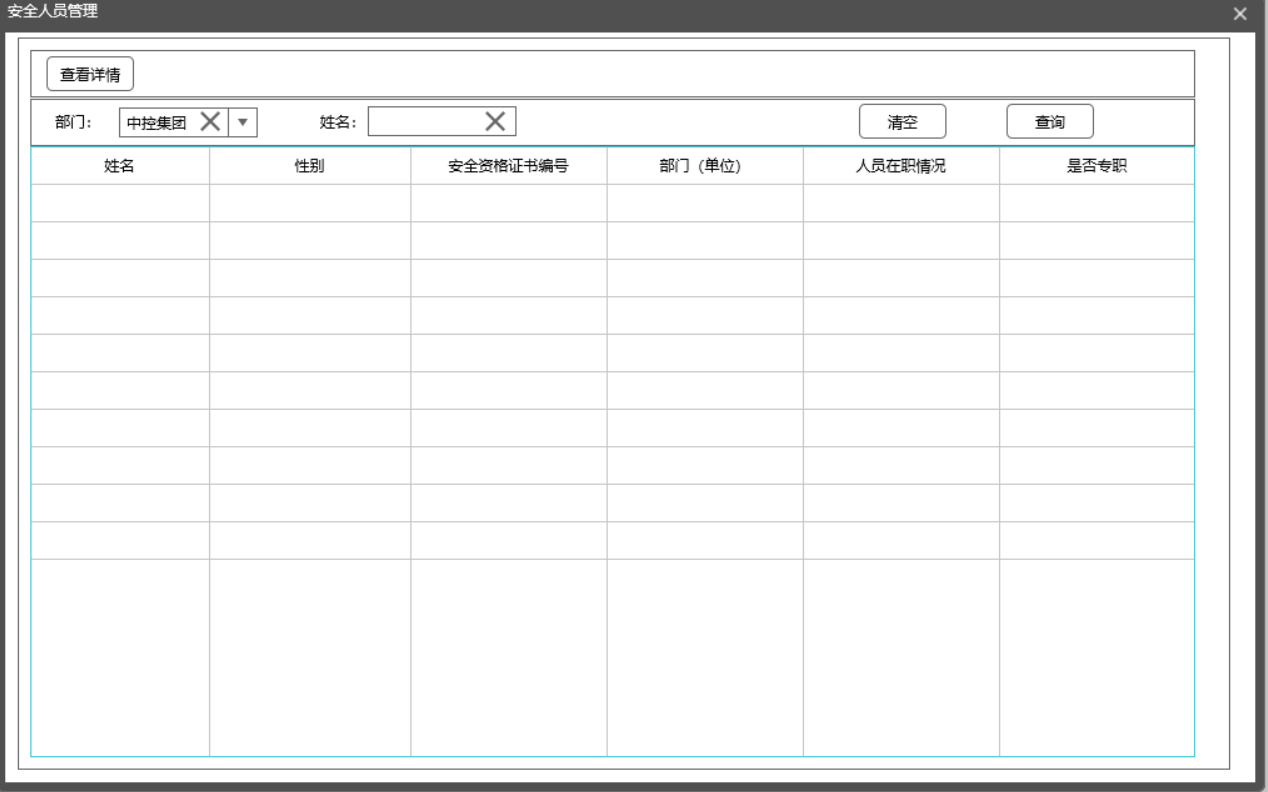 安全人员管理
查看详情
部门： 中控集团 姓名： 清空 查询
姓名 性别 安全资格证书编号 部门（单位） 人员在职情况 是否专职